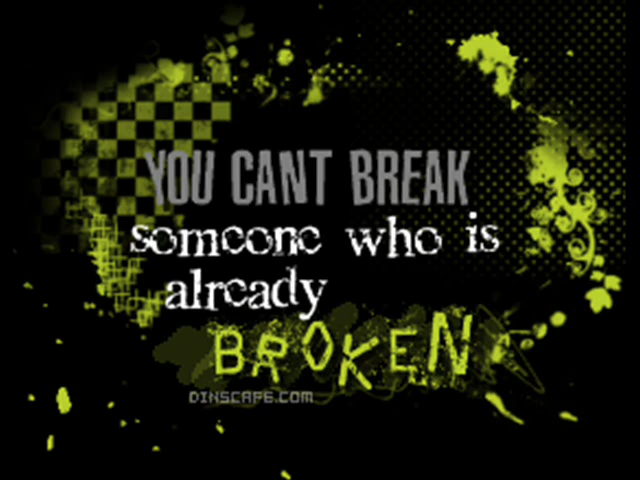 YOU CANT BREAK
someone who is
already
BROKEN
DINSCAPE.COM